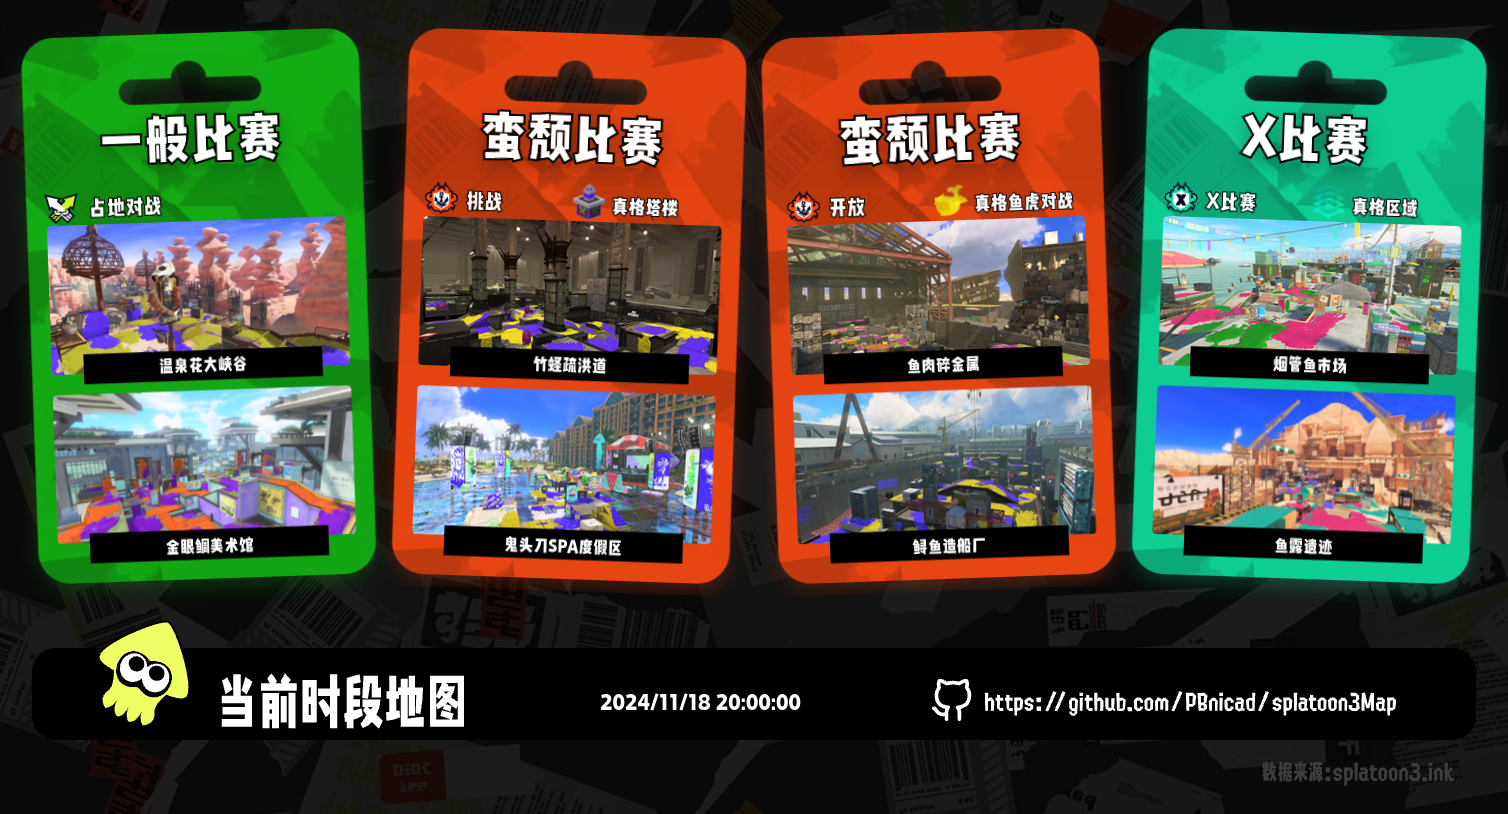 一般比赛
占地对战
温泉花大峡谷
金眼鲷美术馆
蛮颓比赛
挑战
真格塔楼
竹蛏疏洪道
鬼头刀SPA度假区
蛮颓比赛
开放
真格鱼虎对战
鱼肉碎金属
鲟鱼造船厂
X比赛
X比赛
真格区域
烟管鱼市场
鱼露遗迹
当前时段地图
2024/11/18 20:00:00
https://github.com/PBnicad/splatoon3Map
数据来源:splatoon3.ink